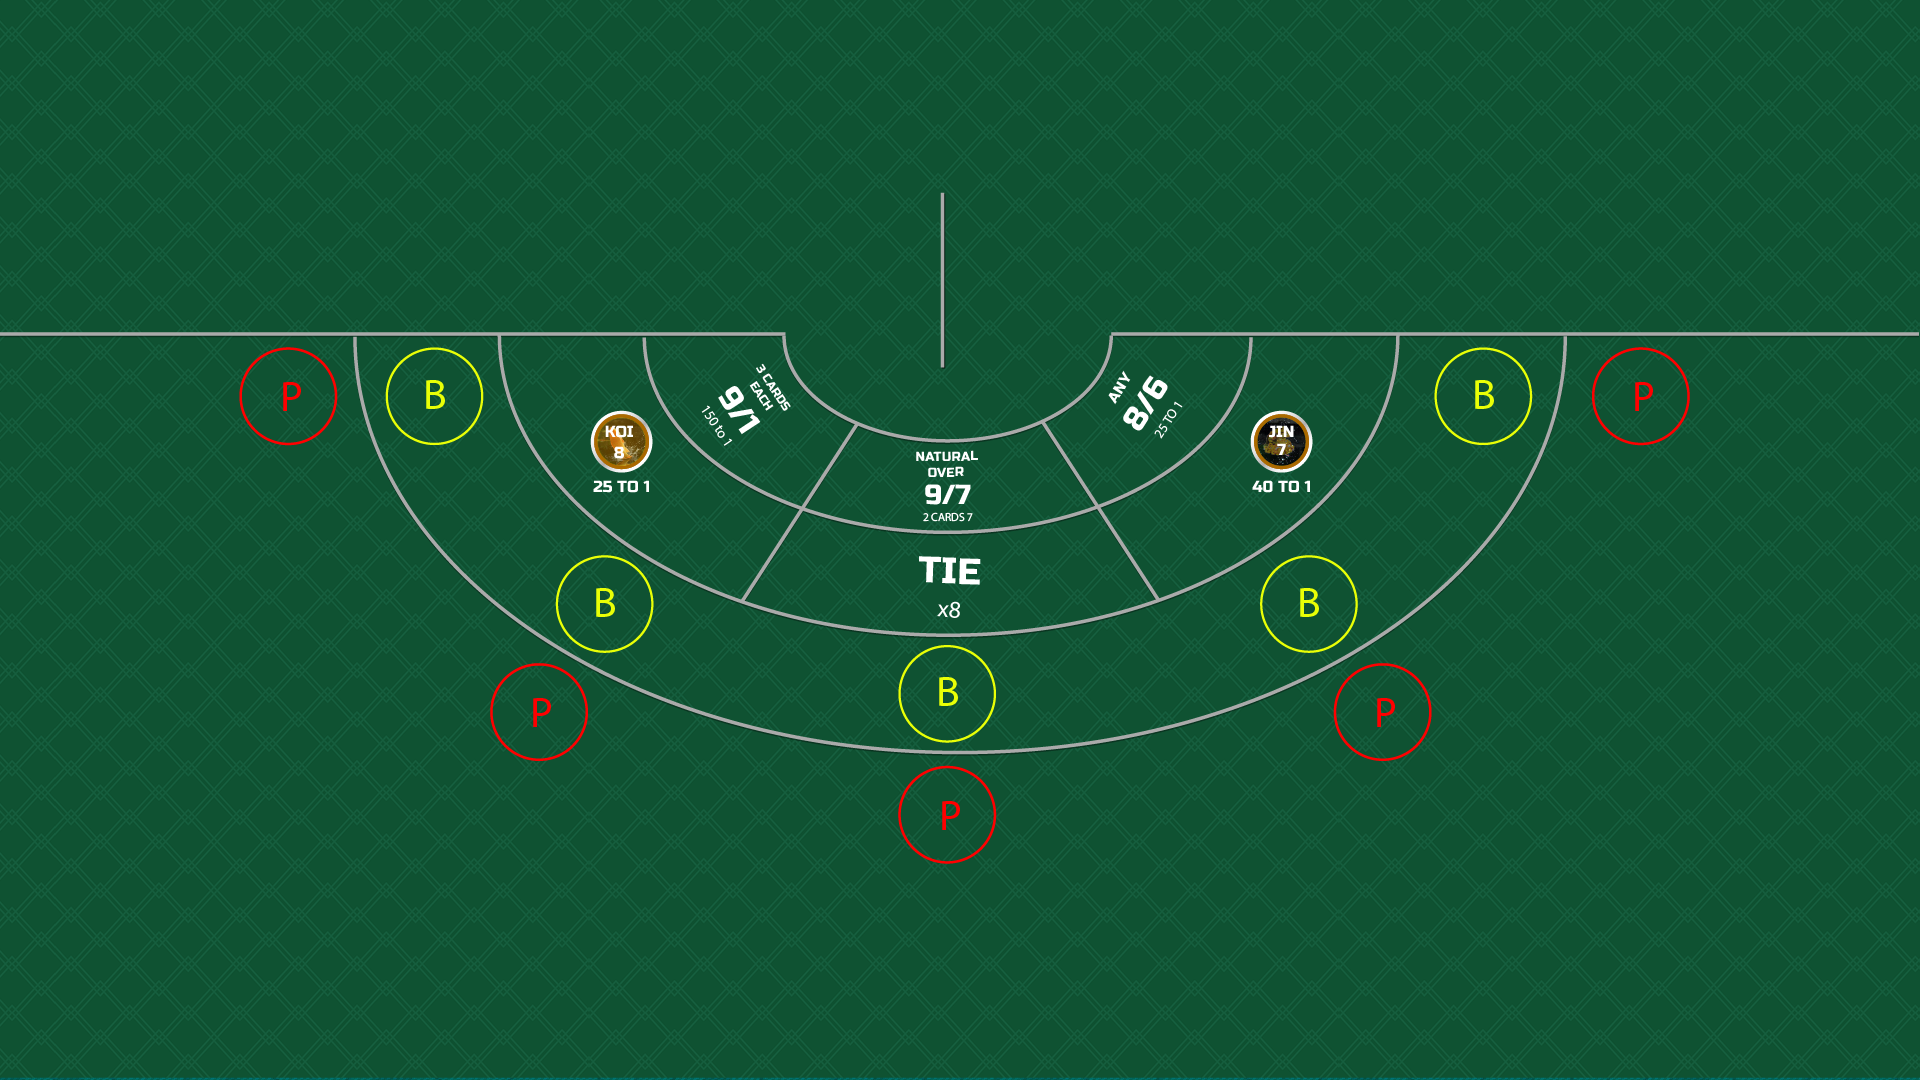 3 CARDS
EACH
9/1
150 to 1
ANY
8/6
25 TO 1
P
B
B
P
KOI
8
25 TO 1
JIN
7
40 TO 1
NATURAL
OVER
9/7
2 CARDS 7
TIE
x8
B
B
B
P
P
P